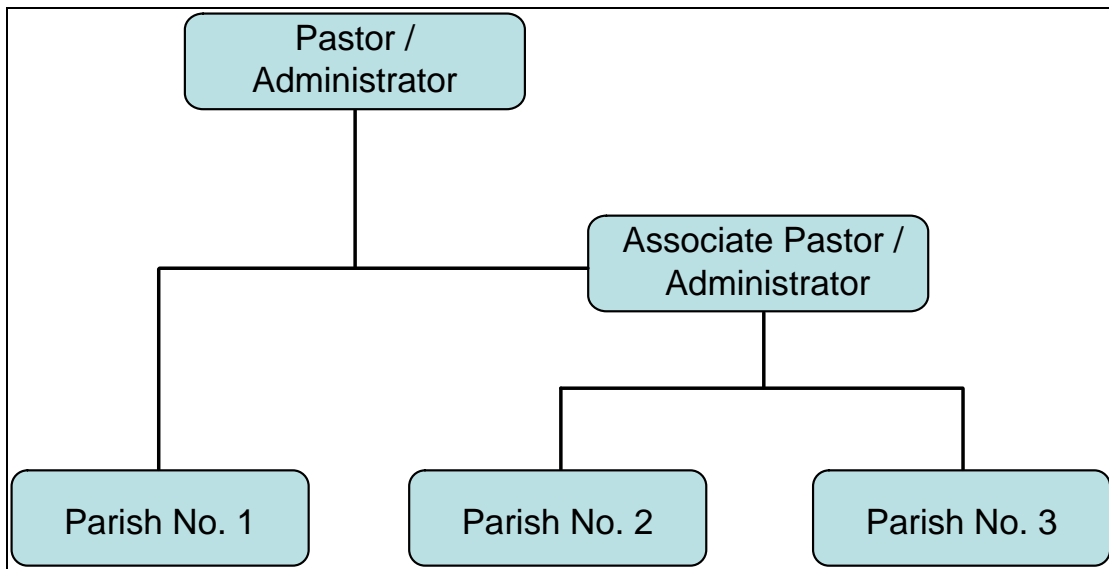 Pastor /
Administrator
Associate Pastor /
Administrator
Parish No. 1
Parish No. 2
Parish No. 3